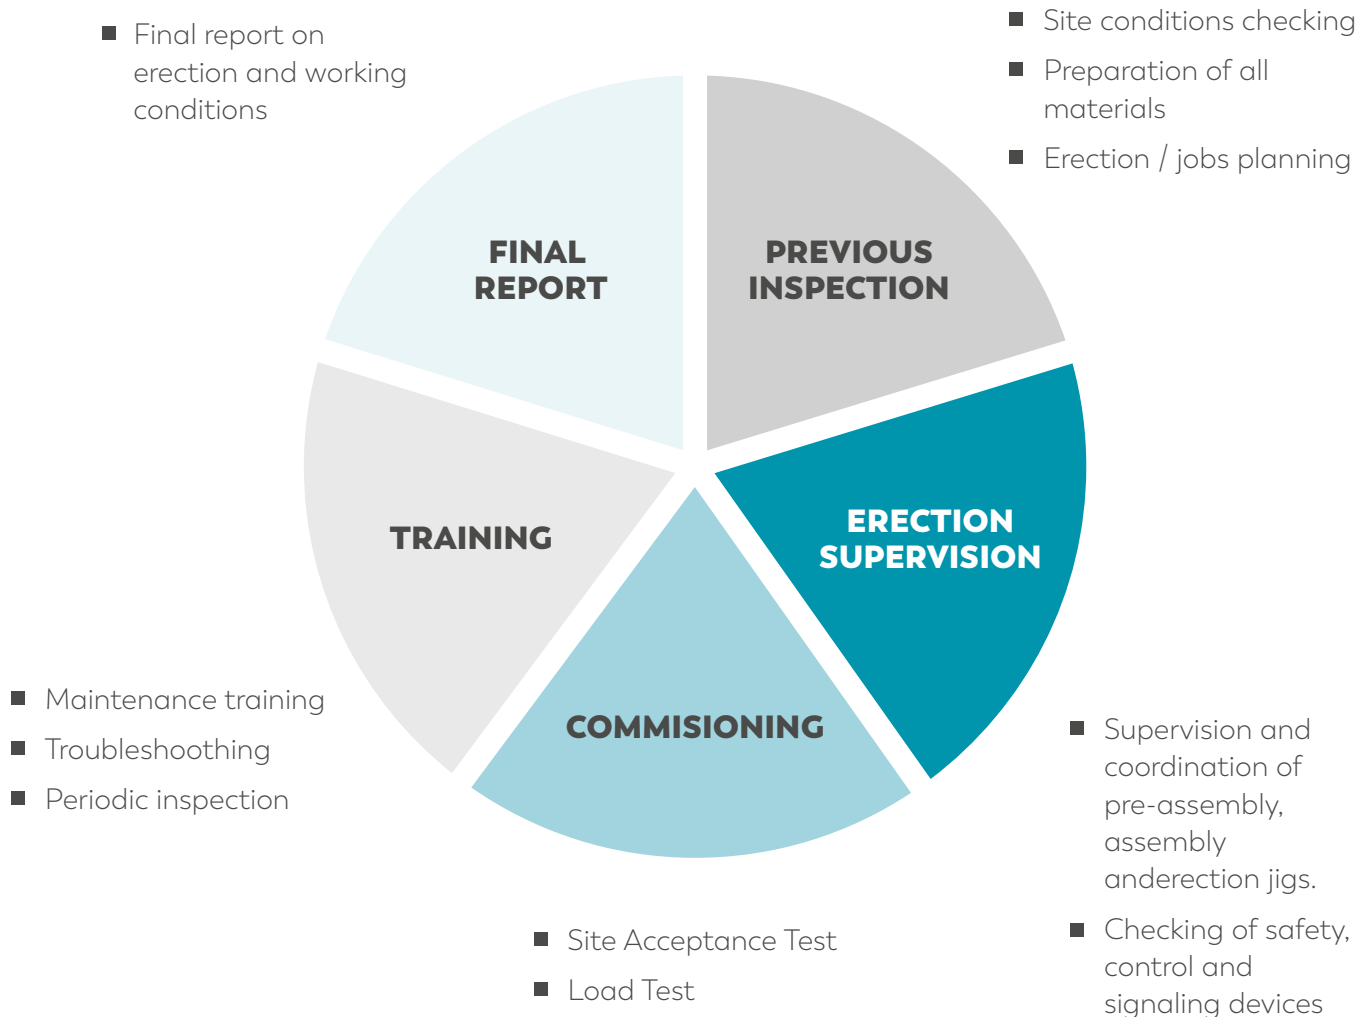 Final report on
erection and working
conditions
Site conditions checking
Preparation of all
materials
Erection / jobs planning
FINAL
REPORT
PREVIOUS
INSPECTION
TRAINING
ERECTION
SUPERVISION
COMMISIONING
Maintenance training
Troubleshoothing
Periodic inspection
Supervision and
coordination of
pre-assembly,
assembly
anderection jigs.
Checking of safety,
control and
signaling devices
Site Acceptance Test
Load Test